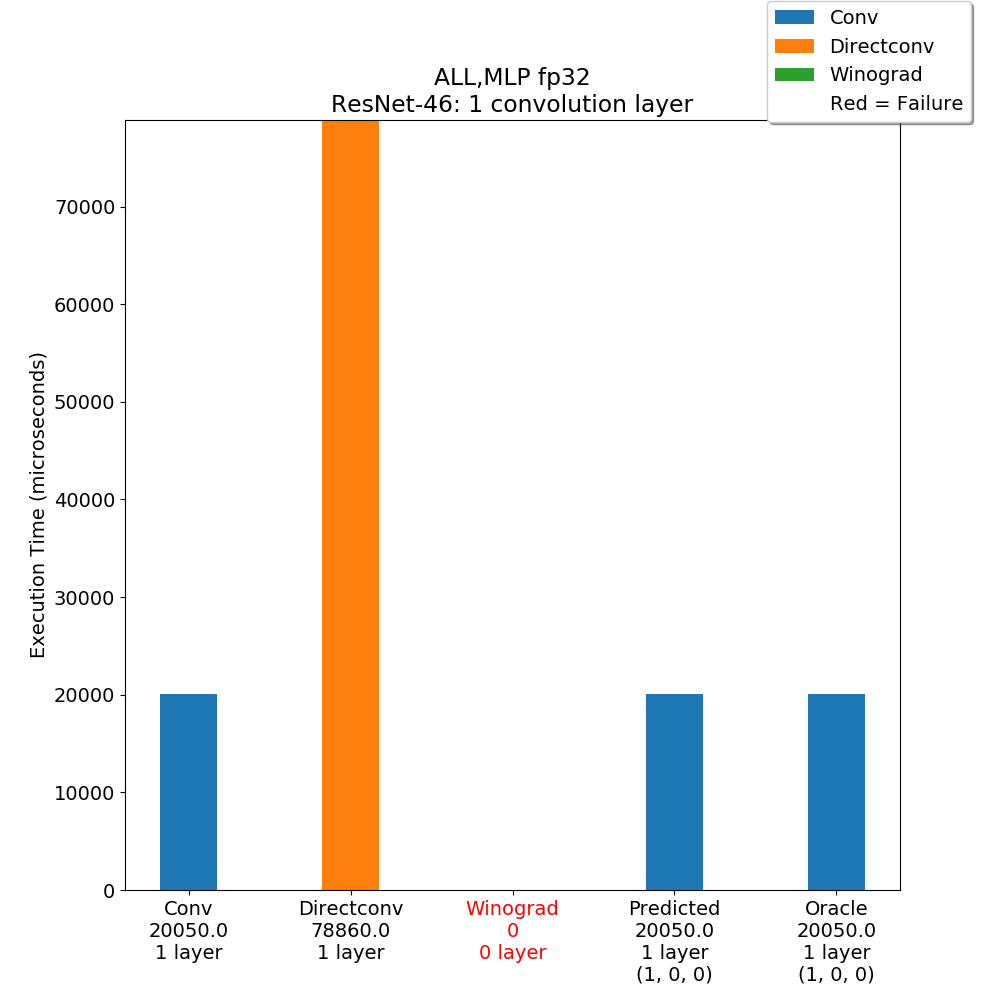 Conv
Directconv
Winograd
Red = Failure
ALL,MLP fp32
ResNet-46: 1 convolution layer
Execution Time (microseconds)
70000
60000
50000
40000
30000
20000
10000
0
Conv
20050.0
1 layer
Directconv
78860.0
1 layer
Winograd
0
0 layer
Predicted
20050.0
1 layer
(1, 0, 0)
Oracle
20050.0
1 layer
(1, 0, 0)